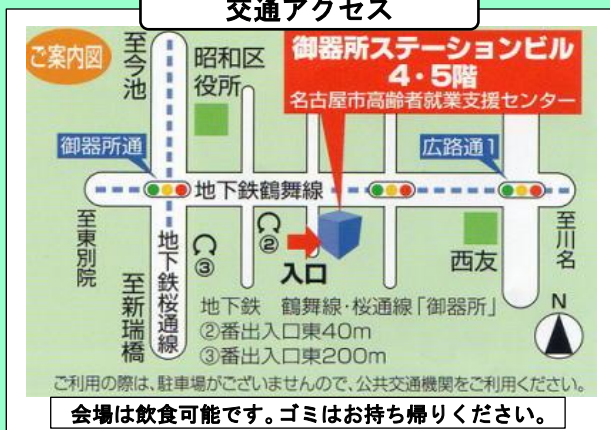 交通アクセス
ご案内図
至今池
昭和区
役所
御器所ステーションビル
4・5階
名古屋市高齢者就業支援センター
御器所通
広路通1
地下鉄鶴舞線
至東別院
至新瑞橋
地下鉄桜通線
③
②
入口
西友
至川名
N
地下鉄 鶴舞線・桜通線「御器所」
②番出入口東40m
③番出入口東200m
ご利用の際は、駐車場がございませんので、公共交通機関をご利用ください。
会場は飲食可能です。ゴミはお持ち帰りください。